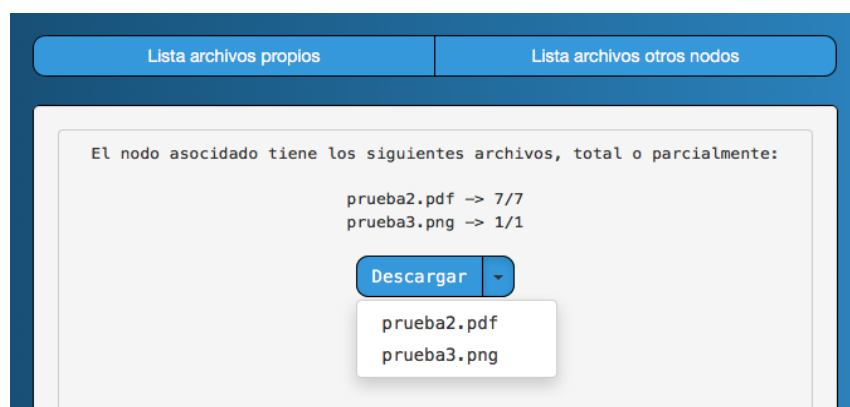 Lista archivos propios
Lista archivos otros nodos
El nodo asocidado tiene los siguientes archivos, total o parcialmente:
prueba2.pdf -> 7/7
prueba3.png -> 1/1
Descargar
prueba2.pdf
prueba3.png